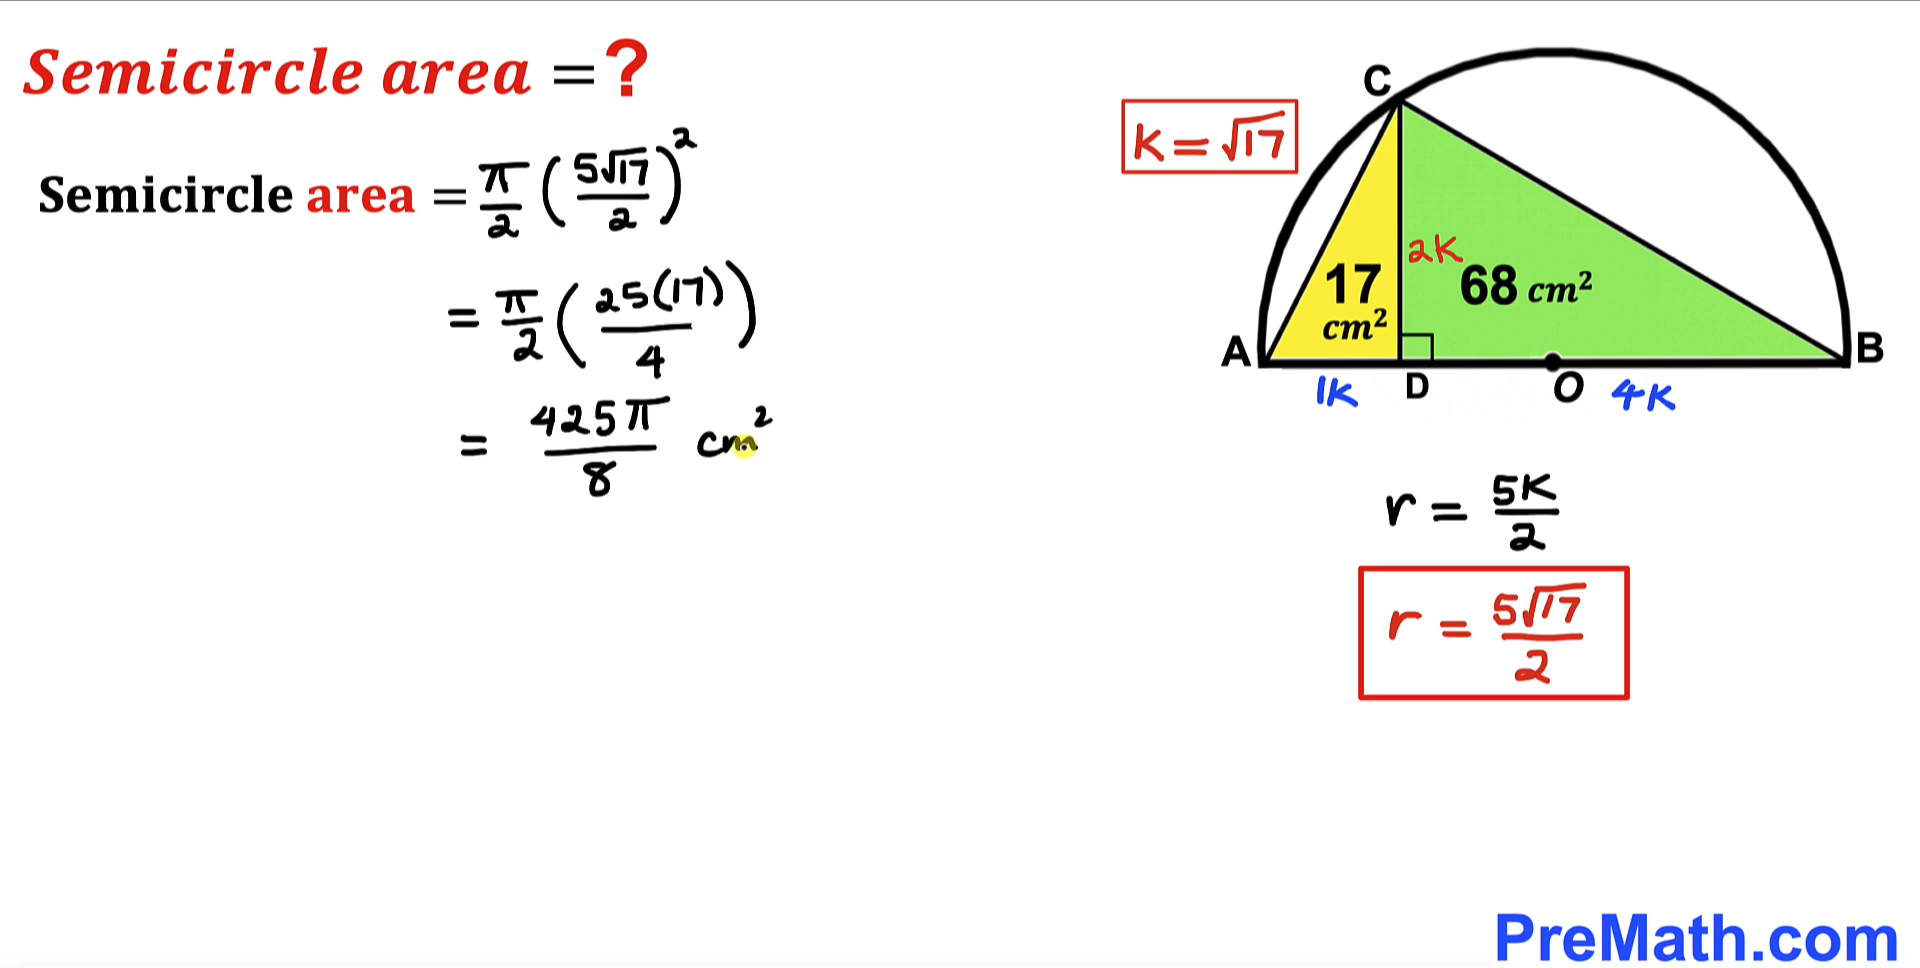 Semicircle area = ?
Semicircle area = π/2 (5√17/2)²
= π/2 (25(17)/4)
= 425π/8 cm²
C
K = √17
2K
17 cm²
68 cm²
A
B
1K
D
O
4K
r = 5K/2
r = 5√17/2
PreMath.com